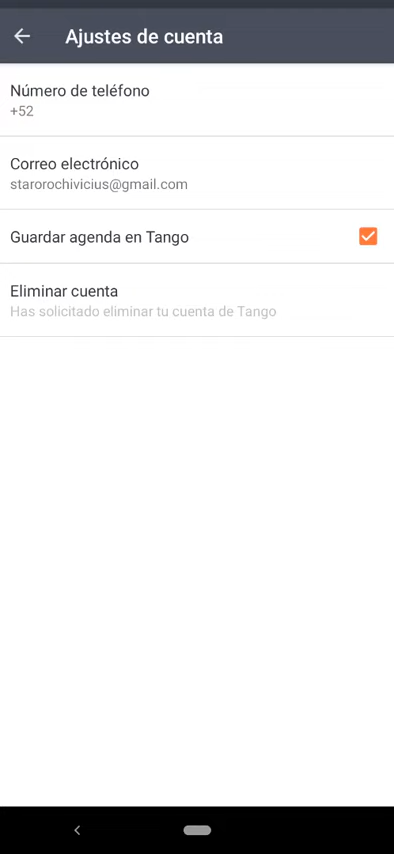 Ajustes de cuenta
Número de teléfono
+52
Correo electrónico
starorochivicius@gmail.com
Guardar agenda en Tango
Eliminar cuenta
Has solicitado eliminar tu cuenta de Tango